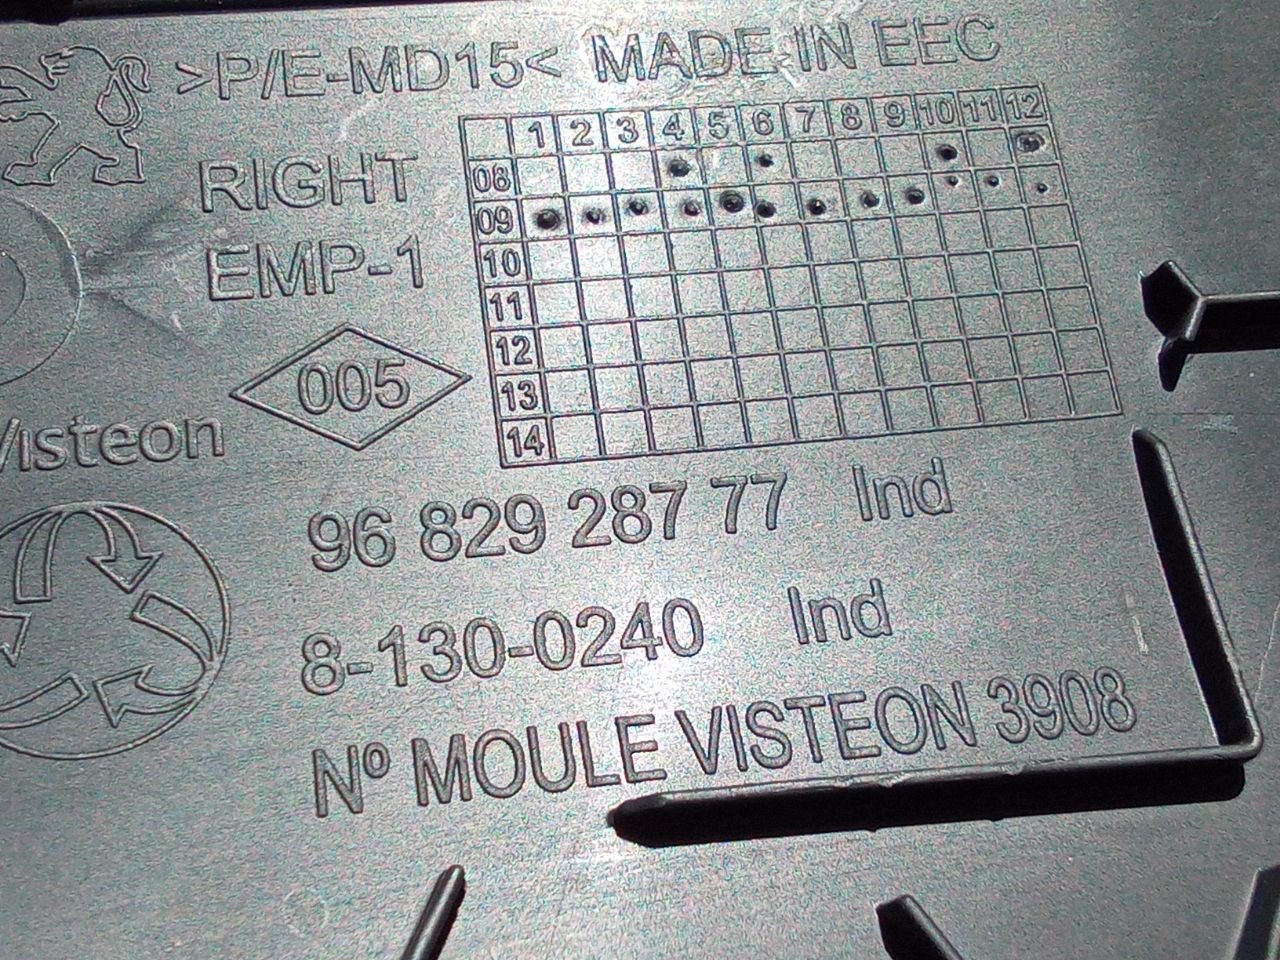 >P/E-MD15< MADE IN EEC
1 2 3 4 5 6 7 8 9 10 11 12
RIGHT
08
09
EMP-1
10
11
12
13
14
005
Visteon
96 829 287 77 Ind
8-130-0240 Ind
Nº MOULE VISTEON 3908